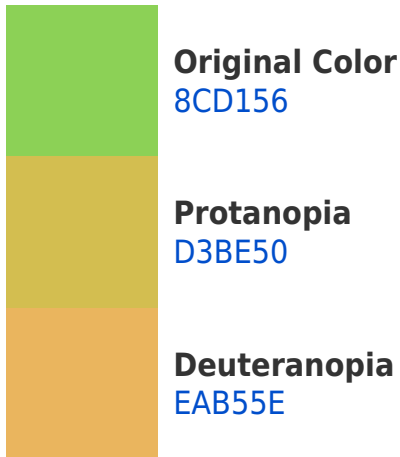 Original Color
8CD156
Protanopia
D3BE50
Deuteranopia
EAB55E